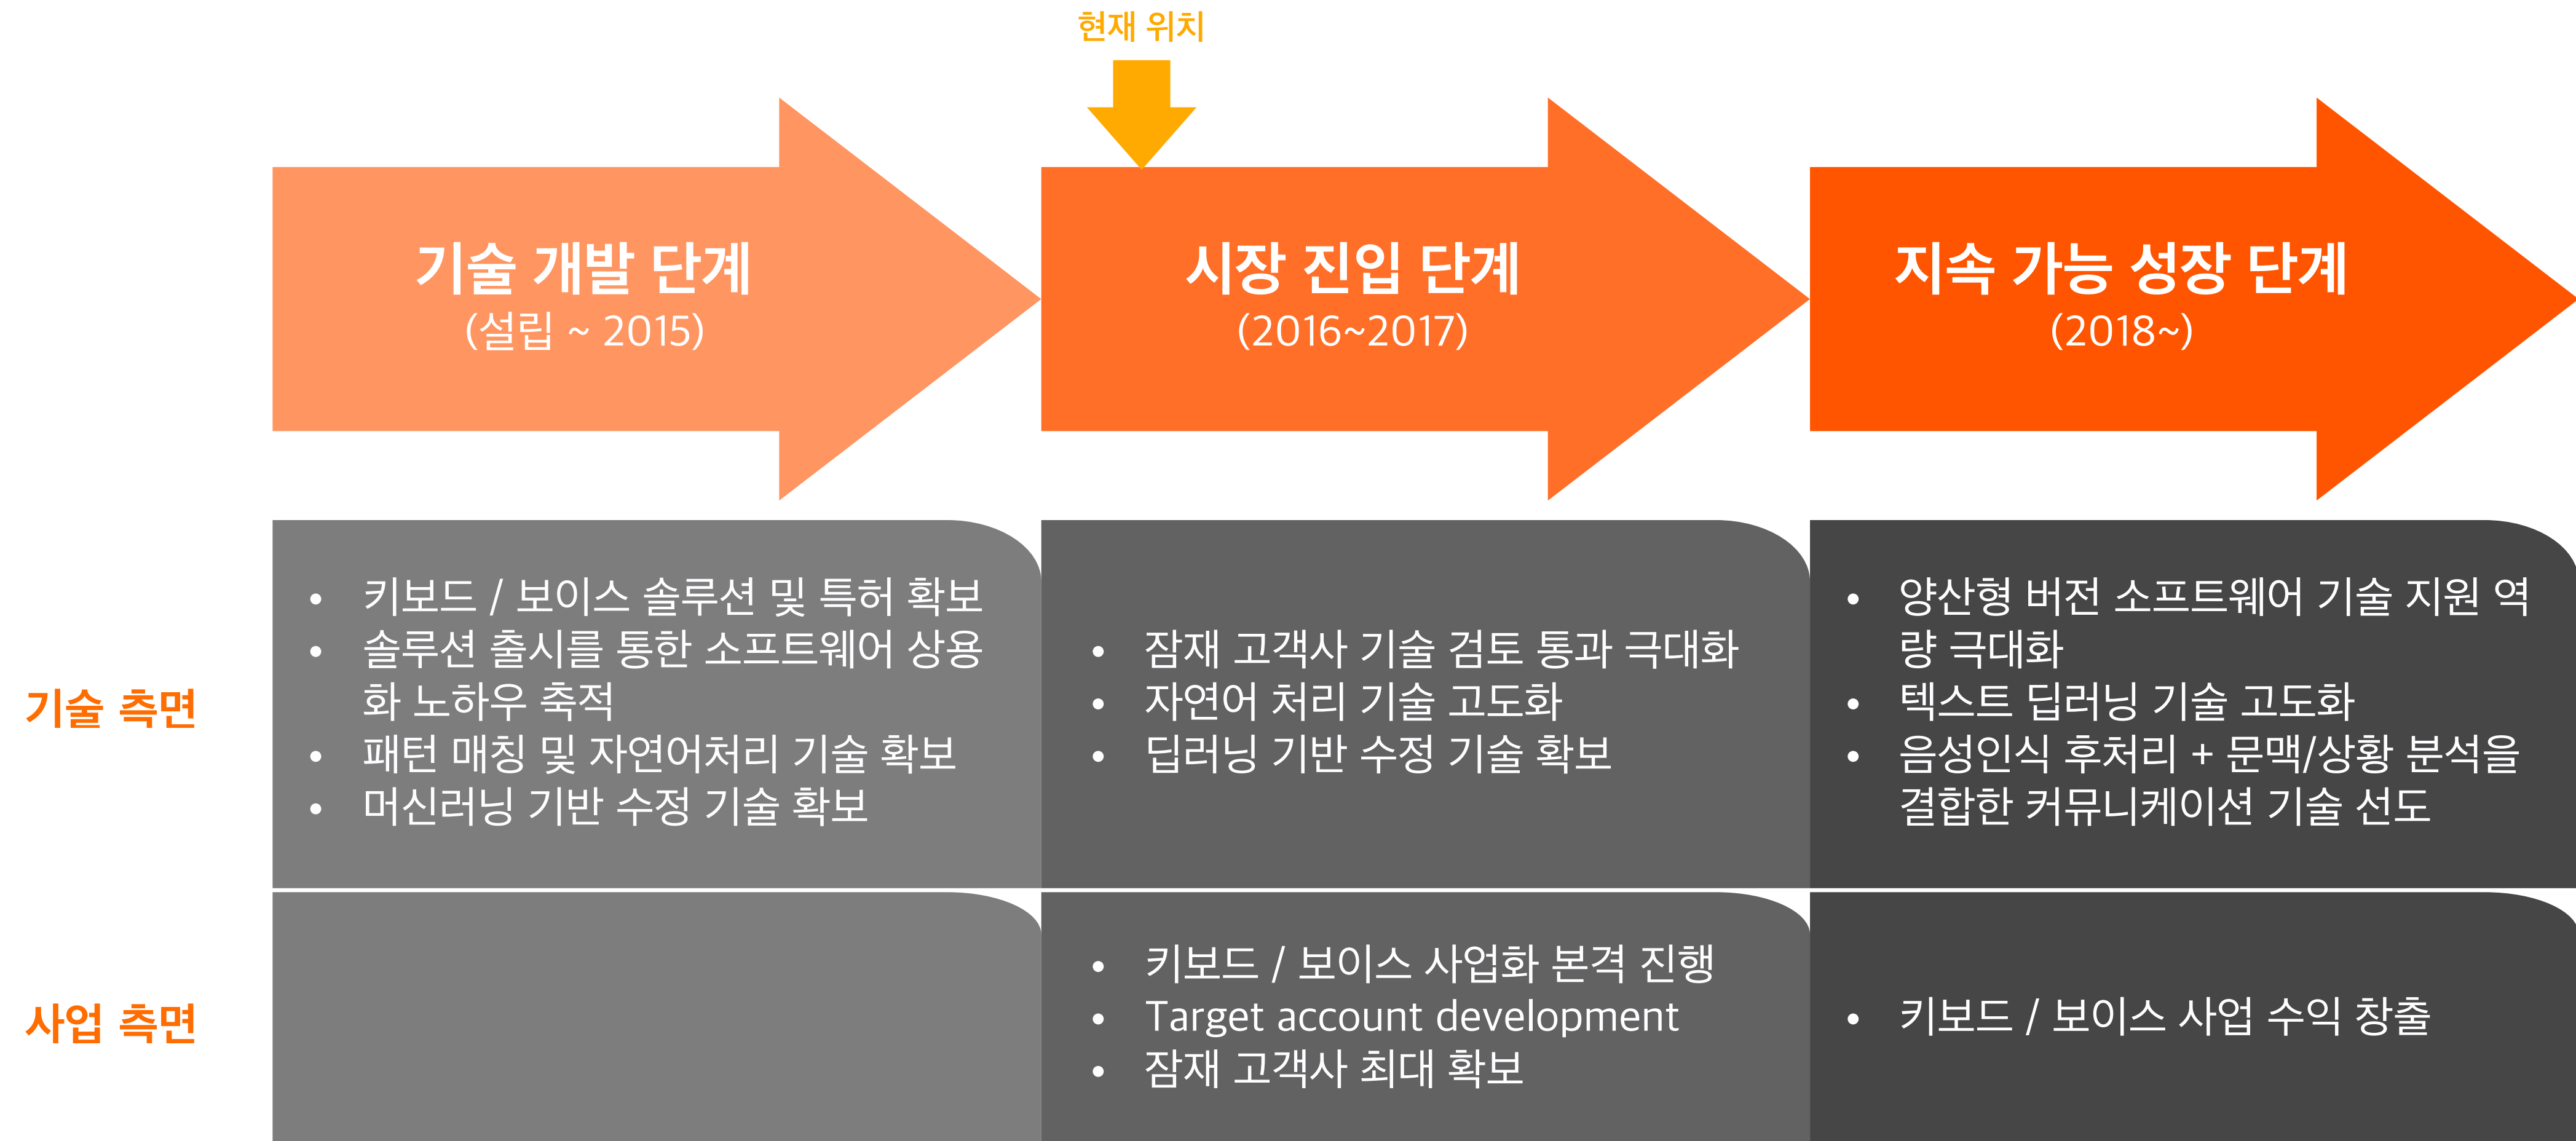 현재 위치
기술 개발 단계
(설립 ~ 2015)
시장 진입 단계
(2016~2017)
지속 가능 성장 단계
(2018~)
기술 측면
• 키보드 / 보이스 솔루션 및 특허 확보
• 솔루션 출시를 통한 소프트웨어 상용
화 노하우 축적
• 패턴 매칭 및 자연어처리 기술 확보
• 머신러닝 기반 수정 기술 확보
• 잠재 고객사 기술 검토 통과 극대화
• 자연어 처리 기술 고도화
• 딥러닝 기반 수정 기술 확보
• 양산형 버전 소프트웨어 기술 지원 역
량 극대화
• 텍스트 딥러닝 기술 고도화
• 음성인식 후처리 + 문맥/상황 분석을
결합한 커뮤니케이션 기술 선도
사업 측면
• 키보드 / 보이스 사업화 본격 진행
• Target account development
• 잠재 고객사 최대 확보
• 키보드 / 보이스 사업 수익 창출